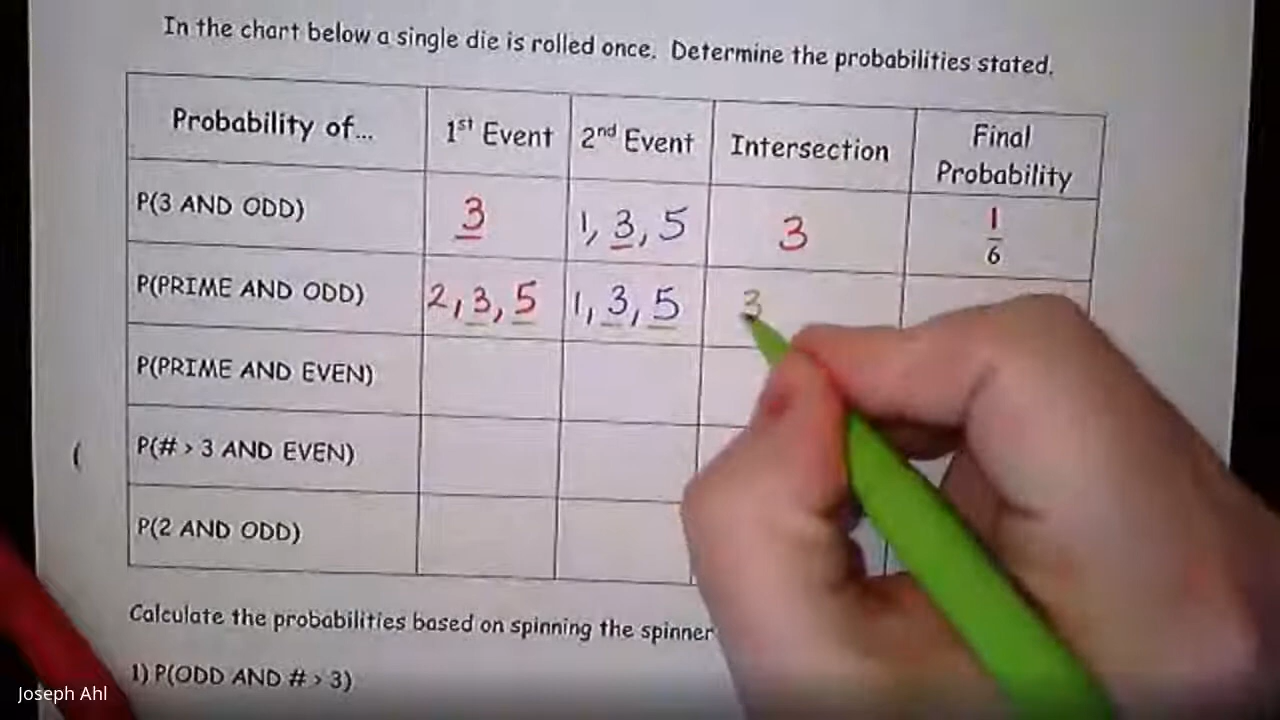 In the chart below a single die is rolled once. Determine the probabilities stated.
Probability of... 1st Event 2nd Event Intersection Final Probability
P(3 AND ODD) 3 1, 3, 5 3 1/6
P(PRIME AND ODD) 2, 3, 5 1, 3, 5 3
P(PRIME AND EVEN)
P(# > 3 AND EVEN)
P(2 AND ODD)
Calculate the probabilities based on spinning the spinner
1) P(ODD AND # > 3)
Joseph Ahl